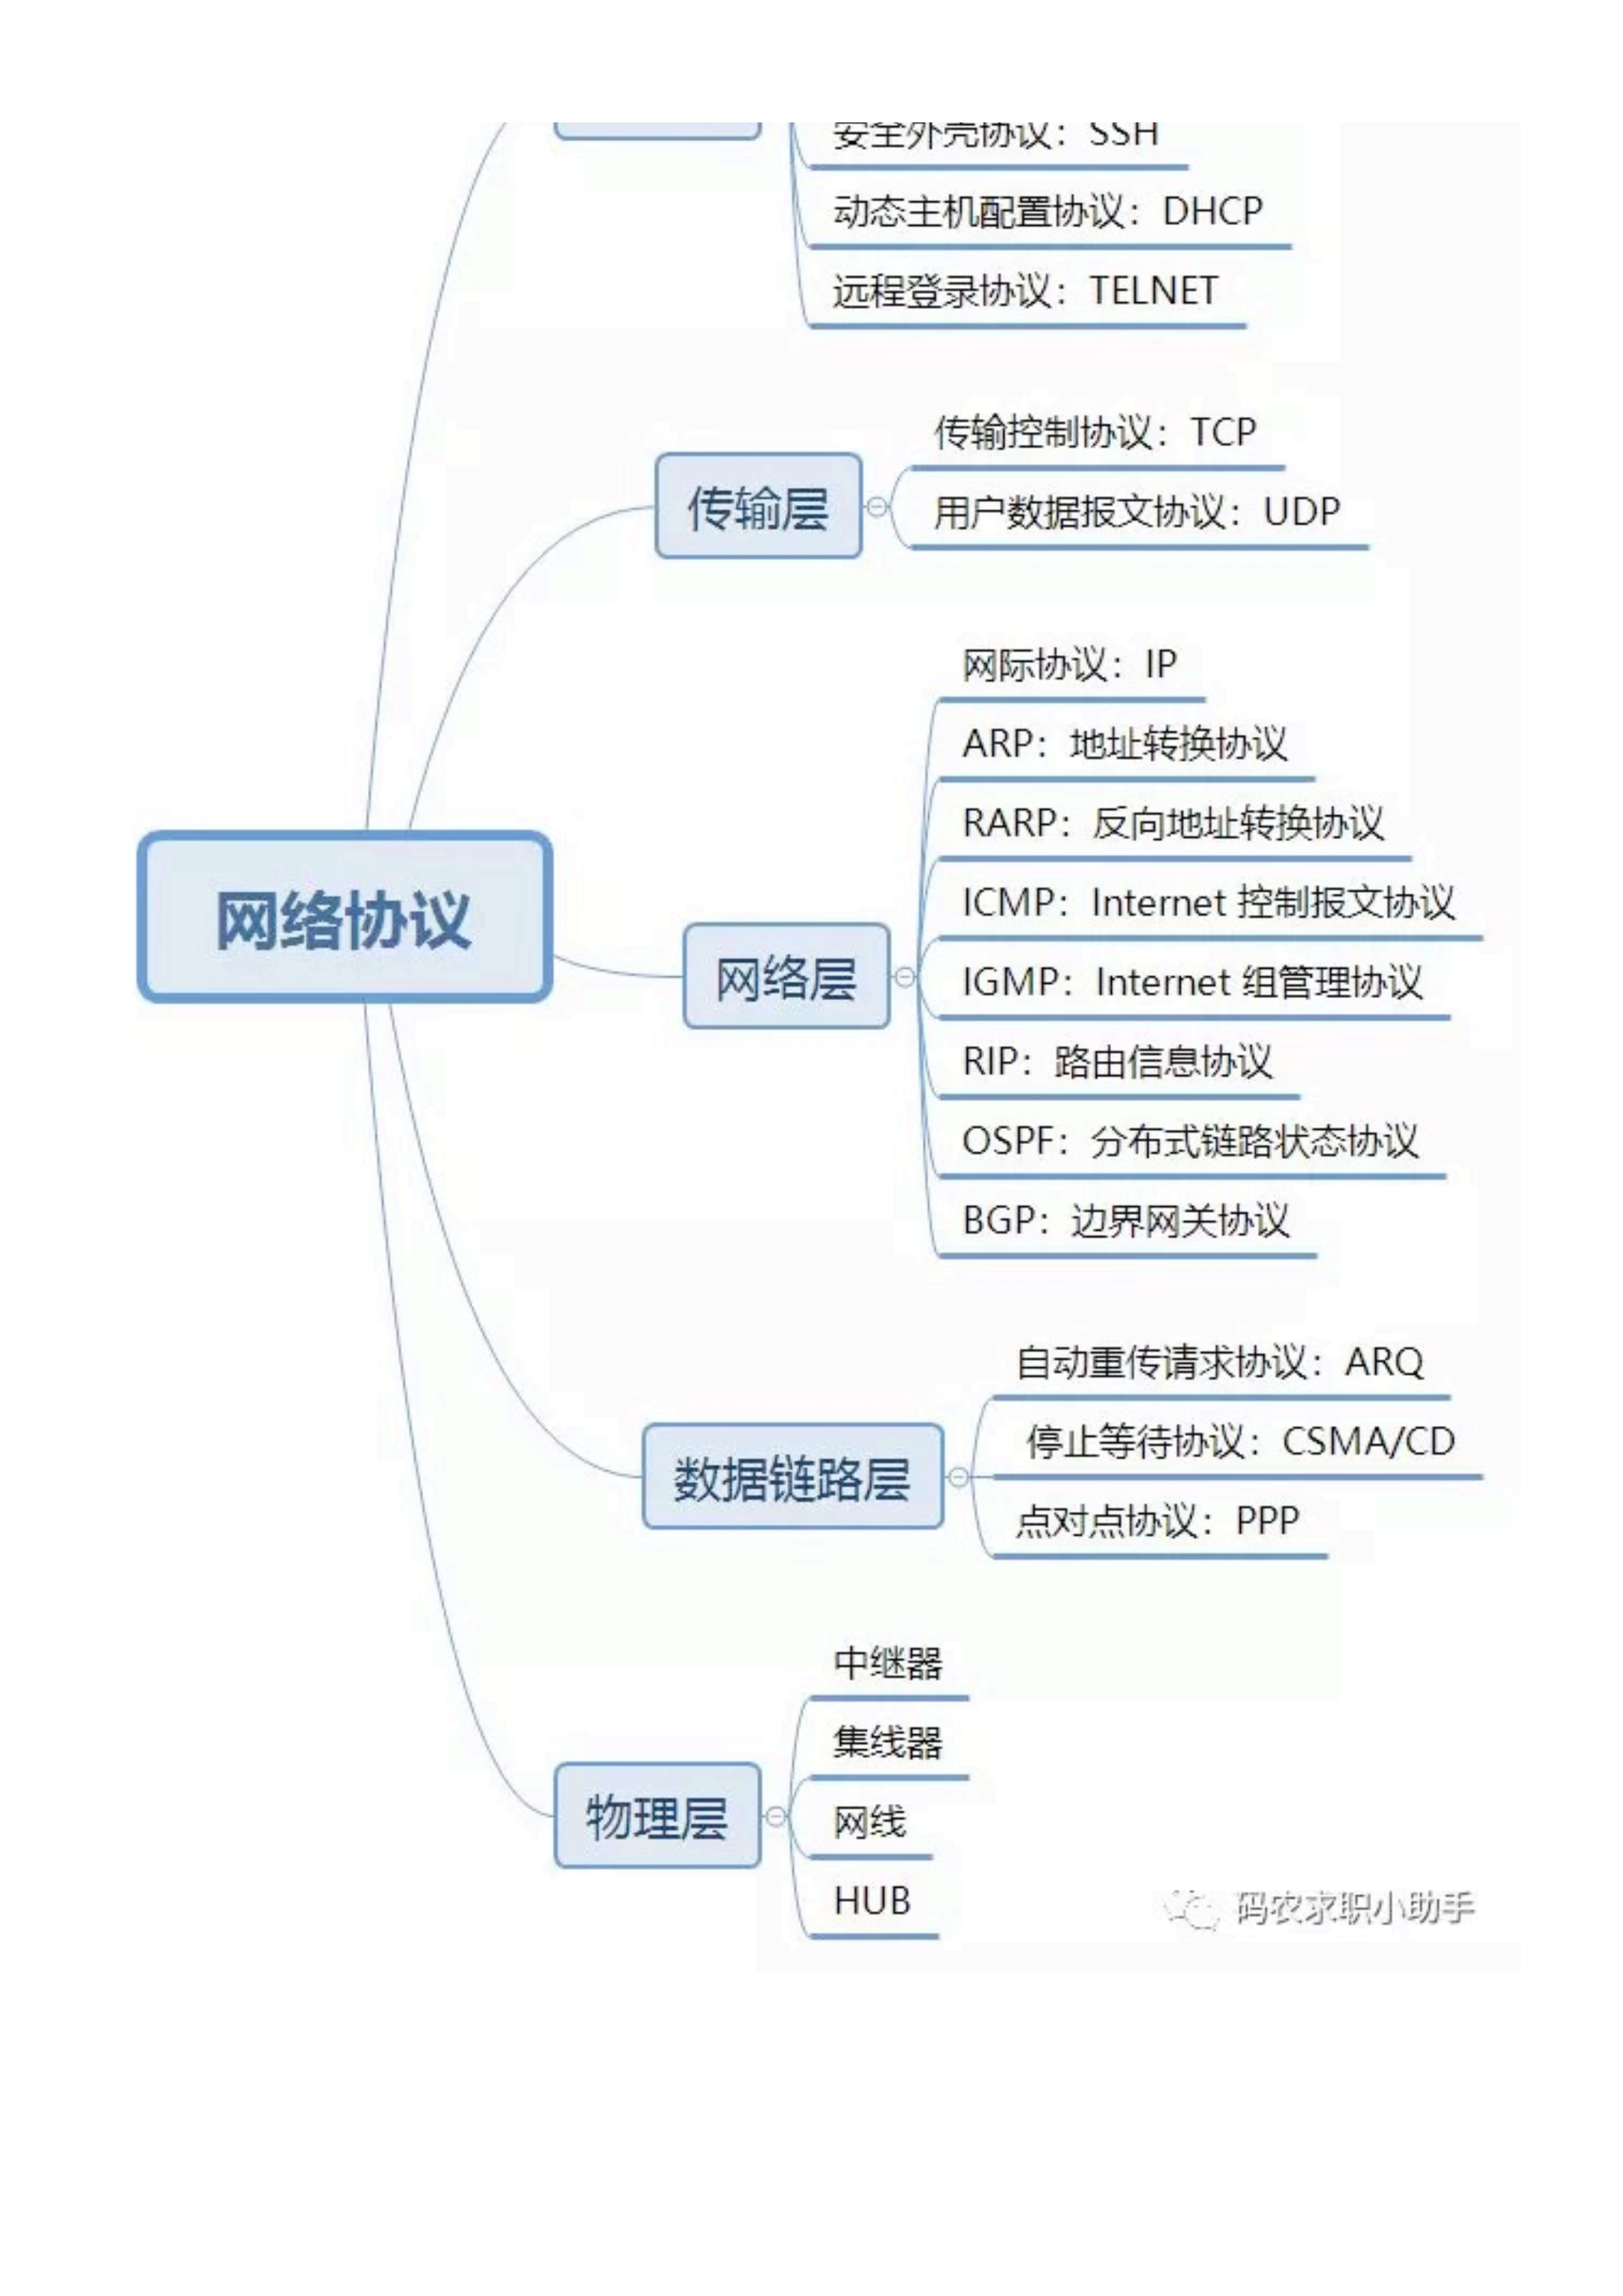 安全外壳协议：SSH
动态主机配置协议：DHCP
远程登录协议：TELNET
传输控制协议：TCP
传输层
用户数据报文协议：UDP
网际协议：IP
ARP：地址转换协议
RARP：反向地址转换协议
ICMP：Internet 控制报文协议
网络协议
网络层
IGMP：Internet 组管理协议
RIP：路由信息协议
OSPF：分布式链路状态协议
BGP：边界网关协议
自动重传请求协议：ARQ
数据链路层
停止等待协议：CSMA/CD
点对点协议：PPP
中继器
集线器
物理层
网线
HUB
码农求职小助手